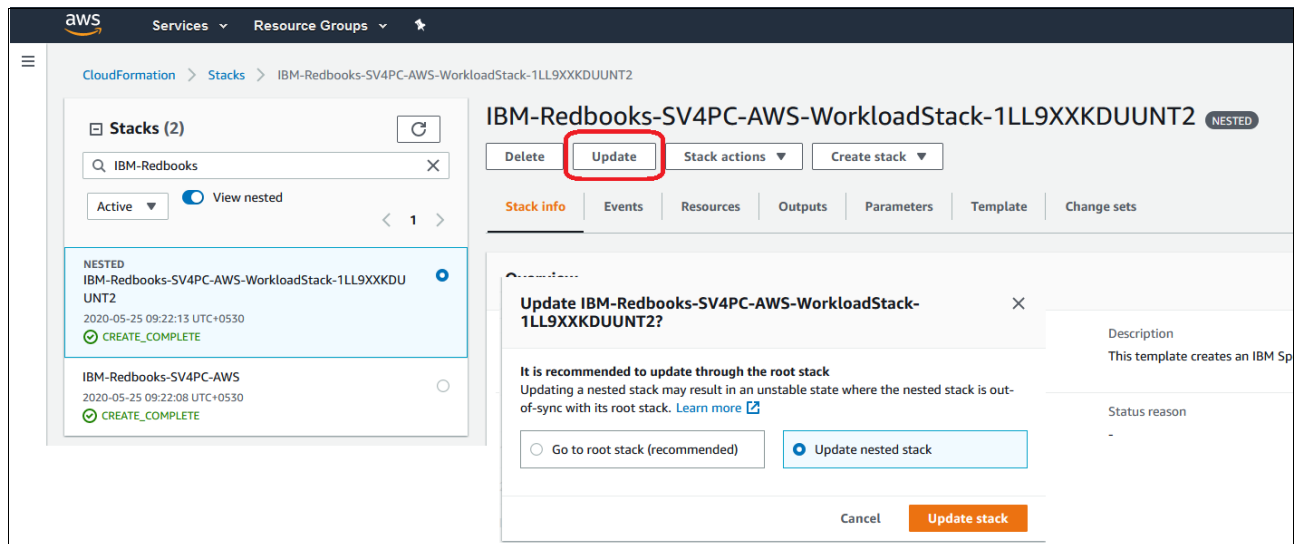 aws
Services
Resource Groups
CloudFormation > Stacks > IBM-Redbooks-SV4PC-AWS-WorkloadStack-1LL9XXKDUUNT2
Stacks (2)
IBM-Redbooks
Active
View nested
1
NESTED
IBM-Redbooks-SV4PC-AWS-WorkloadStack-1LL9XXKDU
UNT2
2020-05-25 09:22:13 UTC+0530
CREATE_COMPLETE
IBM-Redbooks-SV4PC-AWS
2020-05-25 09:22:08 UTC+0530
CREATE_COMPLETE
IBM-Redbooks-SV4PC-AWS-WorkloadStack-1LL9XXKDUUNT2 NESTED
Delete Update Stack actions Create stack
Stack info Events Resources Outputs Parameters Template Change sets
Overview
Update IBM-Redbooks-SV4PC-AWS-WorkloadStack-
1LL9XXKDUUNT2?
It is recommended to update through the root stack
Updating a nested stack may result in an unstable state where the nested stack is out-
of-sync with its root stack. Learn more
Go to root stack (recommended)
Update nested stack
Cancel
Update stack
Description
This template creates an IBM Sp
Status reason
-